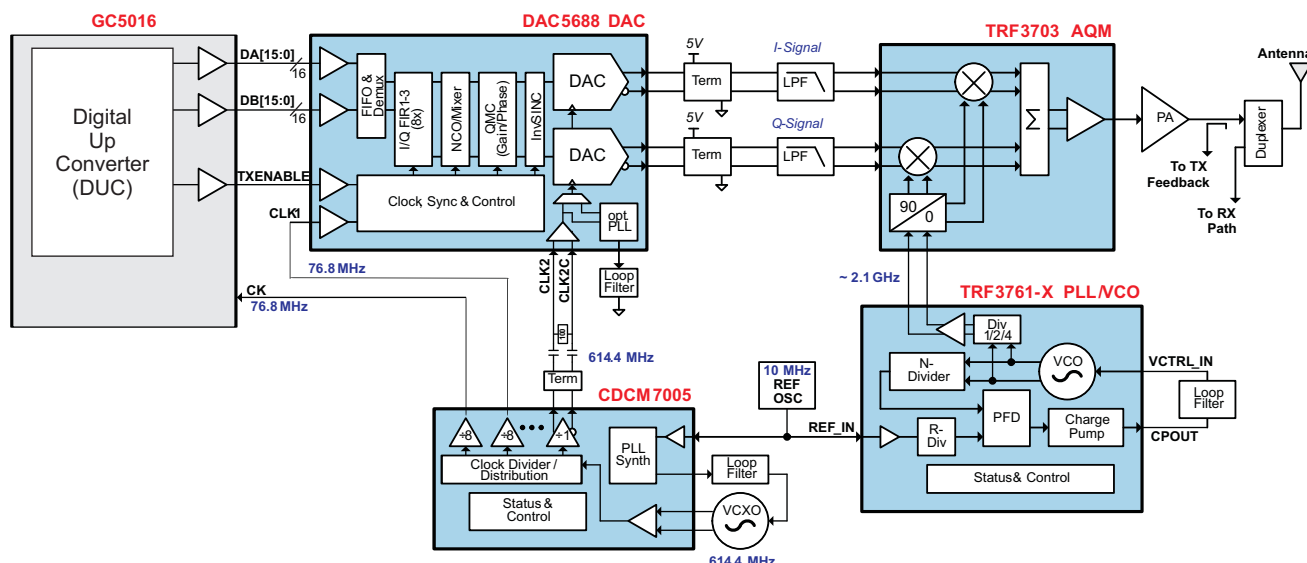 GC5016
DAC5688 DAC
TRF3703 AQM
Digital
Up
Converter
(DUC)
DA[15:0]
16
DB[15:0]
16
TXENABLE
CLK1
CK
76.8 MHz
76.8 MHz
FIFO &
Demux
I/Q FIR1-3
(8x)
NCO/Mixer
QMC
(Gain/Phase)
InvSINC
DAC
DAC
Clock, Sync & Control
opt.
PLL
Loop
Filter
CLK2
CLK2C
100
614.4 MHz
Term
5V
Term
I-Signal
LPF
5V
Term
Q-Signal
LPF
90
0
Σ
PA
Antenna
Duplexer
To TX
Feedback
To RX
Path
~ 2.1 GHz
TRF3761-X PLL/VCO
Div
1/2/4
N-
Divider
VCO
VCTRL_IN
Loop
Filter
PFD
Charge
Pump
CPOUT
R-
Div
REF_IN
Status & Control
10 MHz
REF
OSC
CDCM7005
÷8
÷8
÷1
PLL
Synth
Clock Divider /
Distribution
Loop
Filter
Status &
Control
VCXO
614.4 MHz